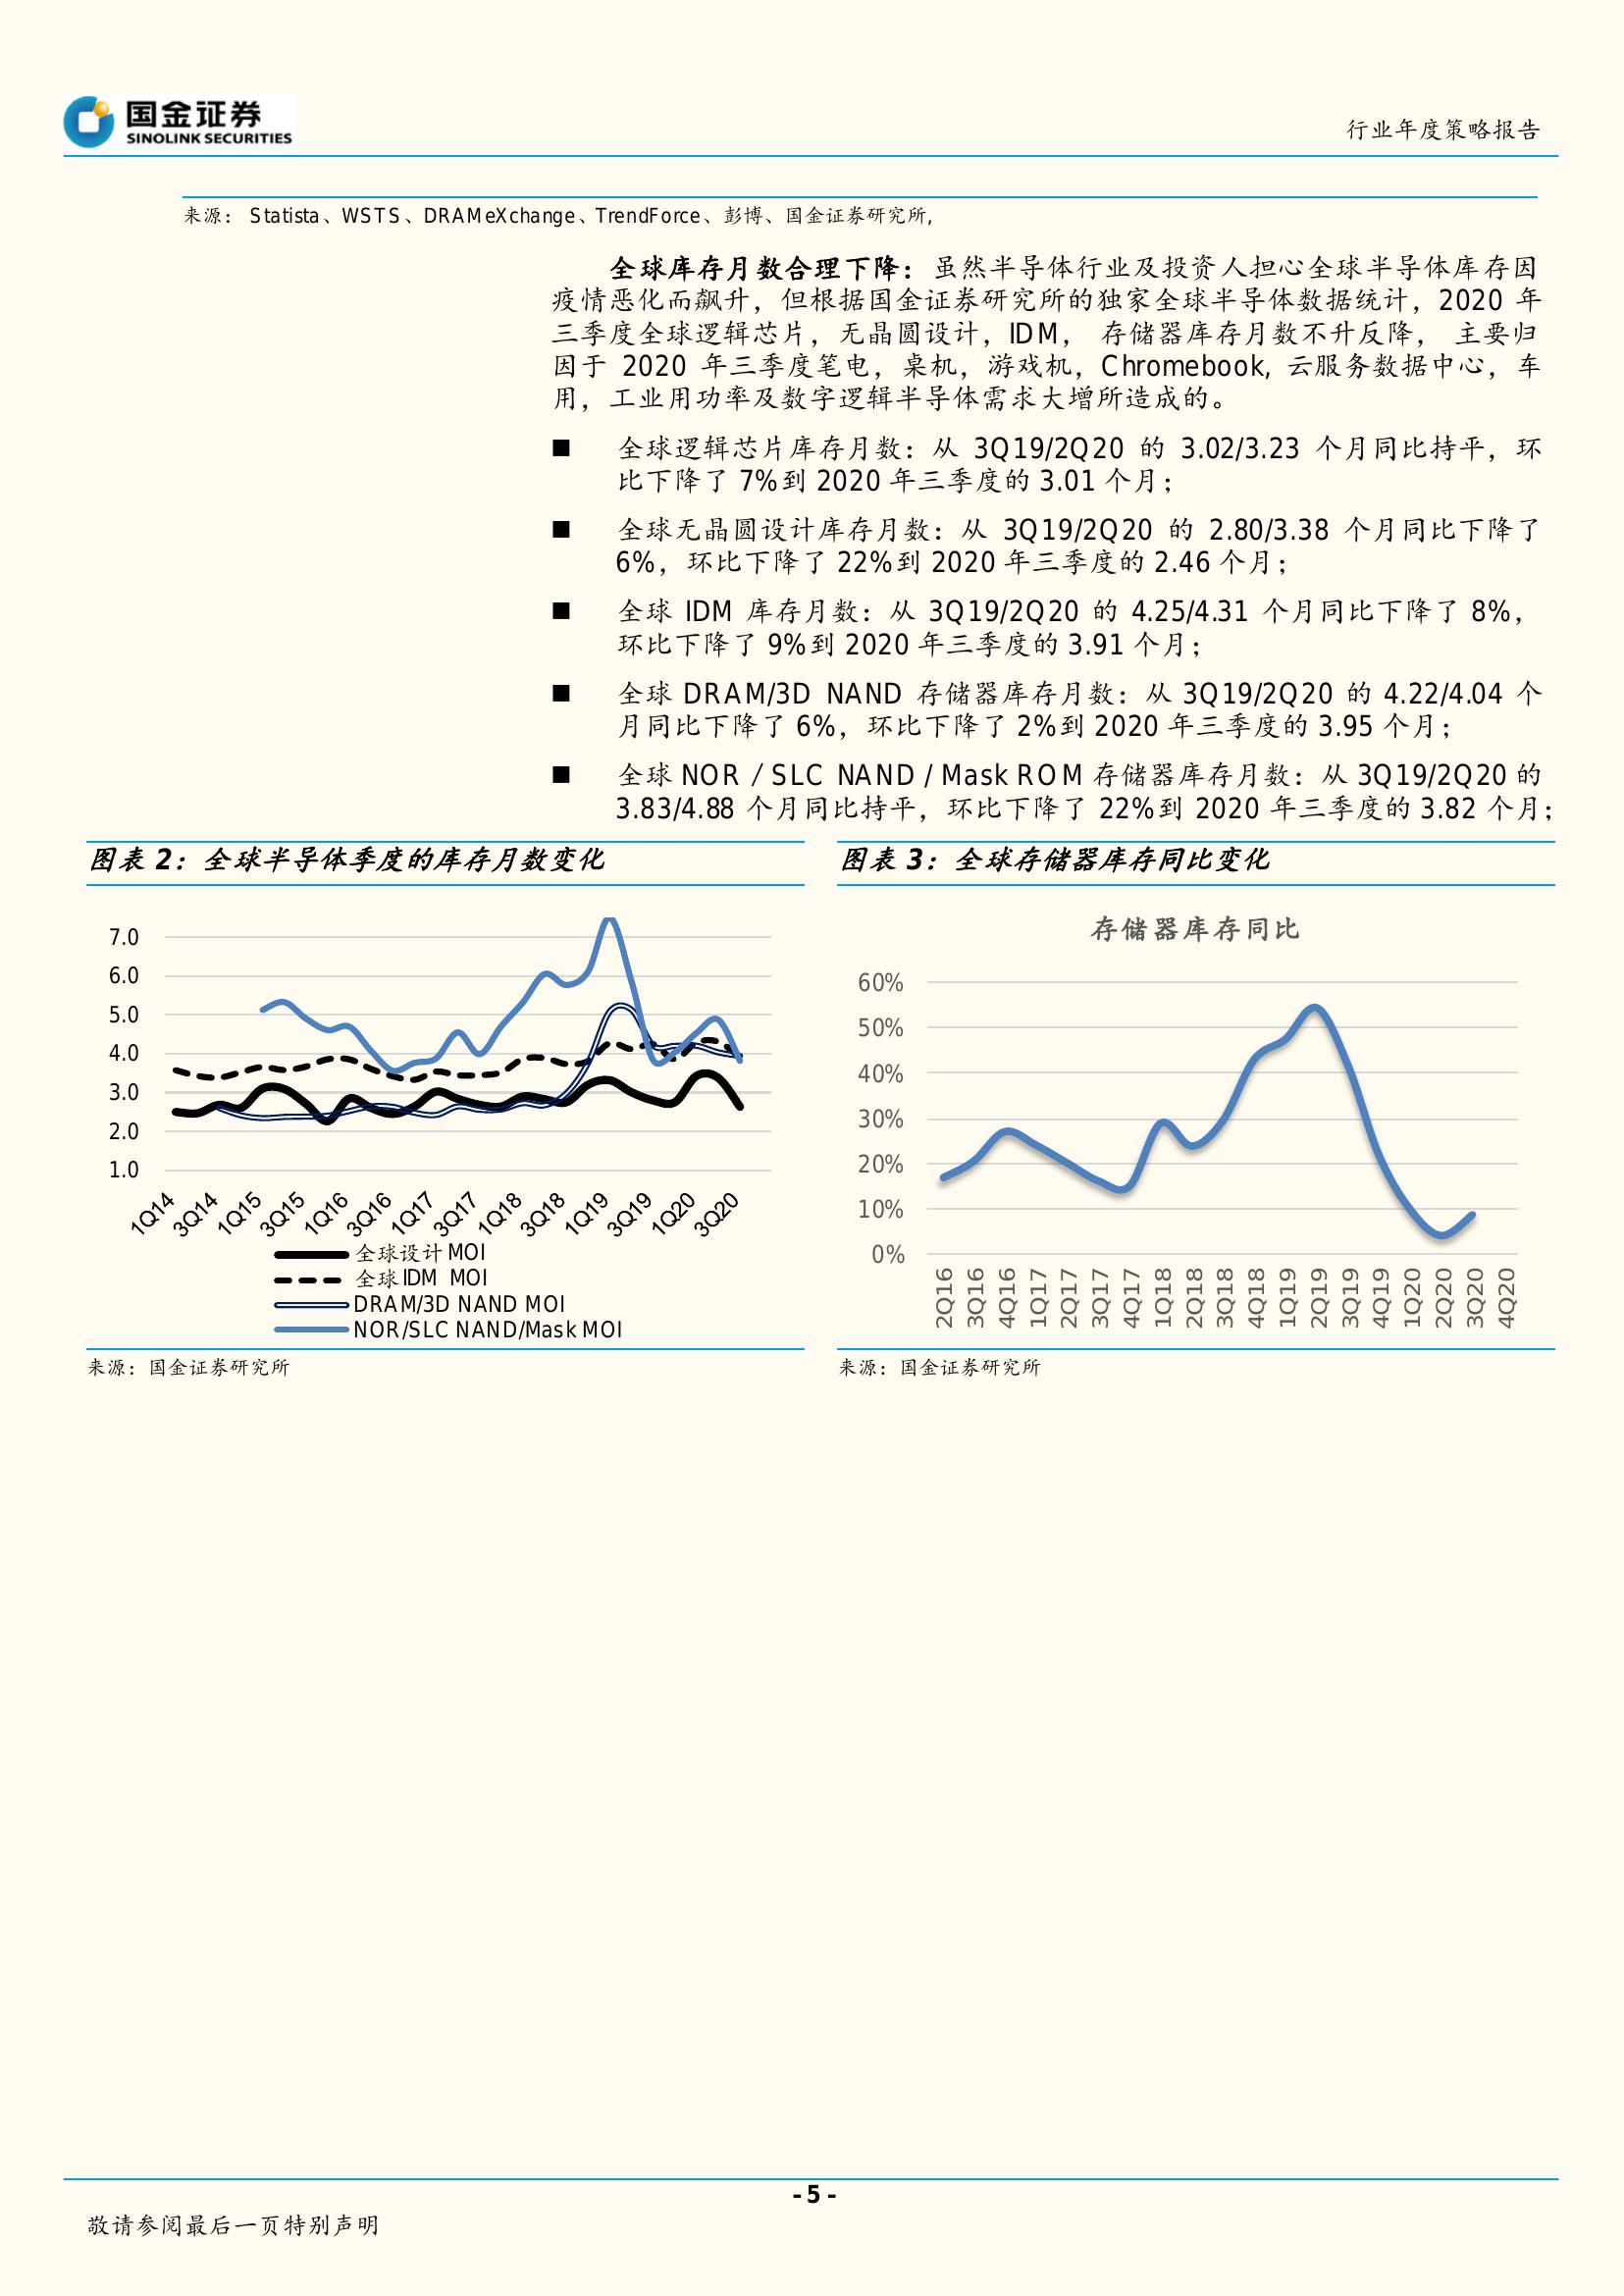 国金证券
SINOLINK SECURITIES
行业年度策略报告
来源： Statista、WSTS、DRAMeXchange、TrendForce、彭博、国金证券研究所,
全球库存月数合理下降：虽然半导体行业及投资人担心全球半导体库存因
疫情恶化而飙升，但根据国金证券研究所的独家全球半导体数据统计，2020 年
三季度全球逻辑芯片，无晶圆设计，IDM， 存储器库存月数不升反降， 主要归
因于 2020 年三季度笔电，桌机，游戏机，Chromebook, 云服务数据中心，车
用，工业用功率及数字逻辑半导体需求大增所造成的。
■ 全球逻辑芯片库存月数：从 3Q19/2Q20 的 3.02/3.23 个月同比持平，环
比下降了 7%到 2020 年三季度的 3.01 个月；
■ 全球无晶圆设计库存月数：从 3Q19/2Q20 的 2.80/3.38 个月同比下降了
6%，环比下降了 22%到 2020 年三季度的 2.46 个月；
■ 全球 IDM 库存月数：从 3Q19/2Q20 的 4.25/4.31 个月同比下降了 8%，
环比下降了 9%到 2020 年三季度的 3.91 个月；
■ 全球 DRAM/3D NAND 存储器库存月数：从 3Q19/2Q20 的 4.22/4.04 个
月同比下降了 6%，环比下降了 2%到 2020 年三季度的 3.95 个月；
■ 全球 NOR / SLC NAND / Mask ROM 存储器库存月数：从 3Q19/2Q20 的
3.83/4.88 个月同比持平，环比下降了 22%到 2020 年三季度的 3.82 个月；
图表 2：全球半导体季度的库存月数变化
7.0
6.0
5.0
4.0
3.0
2.0
1.0
1Q14 3Q14 1Q15 3Q15 1Q16 3Q16 1Q17 3Q17 1Q18 3Q18 1Q19 3Q19 1Q20 3Q20
全球设计 MOI
全球IDM MOI
DRAM/3D NAND MOI
NOR/SLC NAND/Mask MOI
来源：国金证券研究所
图表 3：全球存储器库存同比变化
存储器库存同比
60%
50%
40%
30%
20%
10%
0%
2Q16 3Q16 4Q16 1Q17 2Q17 3Q17 4Q17 1Q18 2Q18 3Q18 4Q18 1Q19 2Q19 3Q19 4Q19 1Q20 2Q20 3Q20 4Q20
来源：国金证券研究所
- 5 -
敬请参阅最后一页特别声明